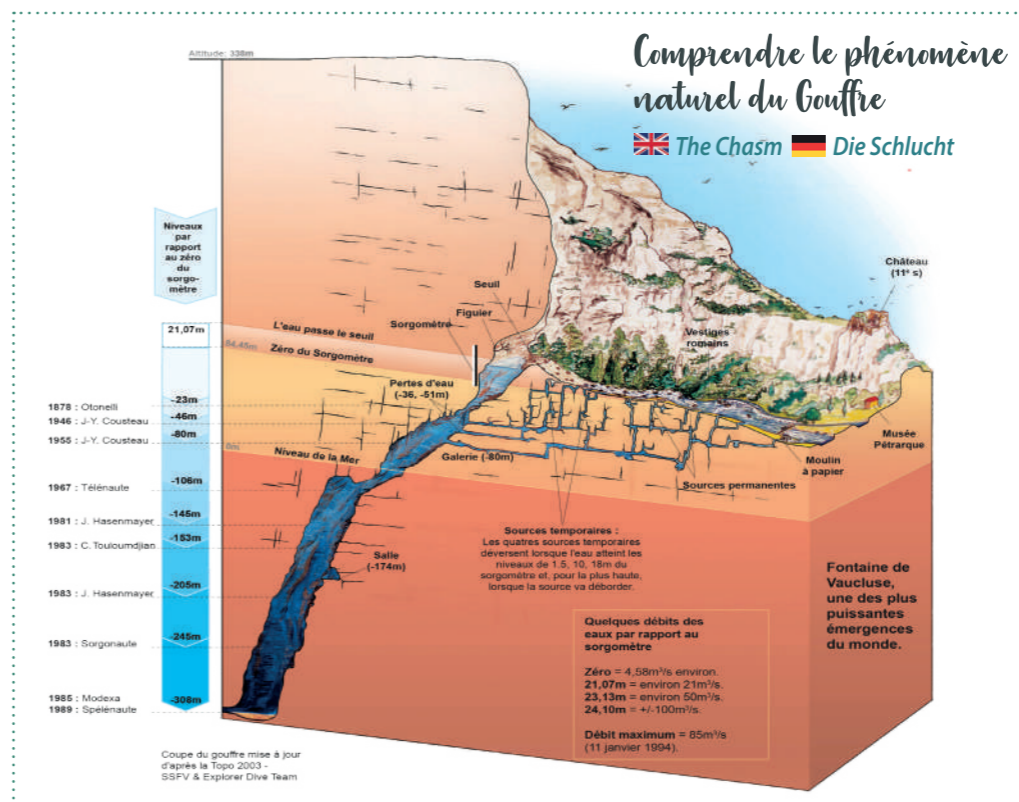 Comprendre le phénomène
naturel du Gouffre
The Chasm
Die Schlucht
Altitude: 338m
Niveaux
par
rapport
au zéro
du
sorgo-
mètre
21,07m
-23m
-46m
-80m
-106m
-145m
-153m
-205m
-245m
-308m
1878 : Otonelli
1946 : J-Y. Cousteau
1955 : J-Y. Cousteau
1967 : Télénaute
1981 : J. Hasenmayer
1983 : C. Touloumdjian
1983 : J. Hasenmayer
1983 : Sorgonaute
1985 : Modexa
1989 : Spélénaute
L'eau passe le seuil
84,45m
Zéro du Sorgomètre
0m
Niveau de la Mer
Seuil
Figuier
Sorgomètre
Pertes d'eau
(-36, -51m)
Galerie (-80m)
Salle
(-174m)
Château
(11e s)
Vestiges
romains
Musée
Pétrarque
Moulin
à papier
Sources permanentes
Sources temporaires :
Les quatre sources temporaires
déversent lorsque l'eau atteint les
niveaux de 1.5, 10, 18m du
sorgomètre et, pour la plus haute,
lorsque la source va déborder.
Quelques débits des
eaux par rapport au
sorgomètre
Zéro = 4,58m³/s environ.
21,07m = environ 21m³/s.
23,13m = environ 50m³/s.
24,10m = +/-100m³/s.
Débit maximum = 85m³/s
(11 janvier 1994).
Fontaine de
Vaucluse,
une des plus
puissantes
émergences
du monde.
Coupe du gouffre mise à jour
d'après la Topo 2003 -
SSFV & Explorer Dive Team